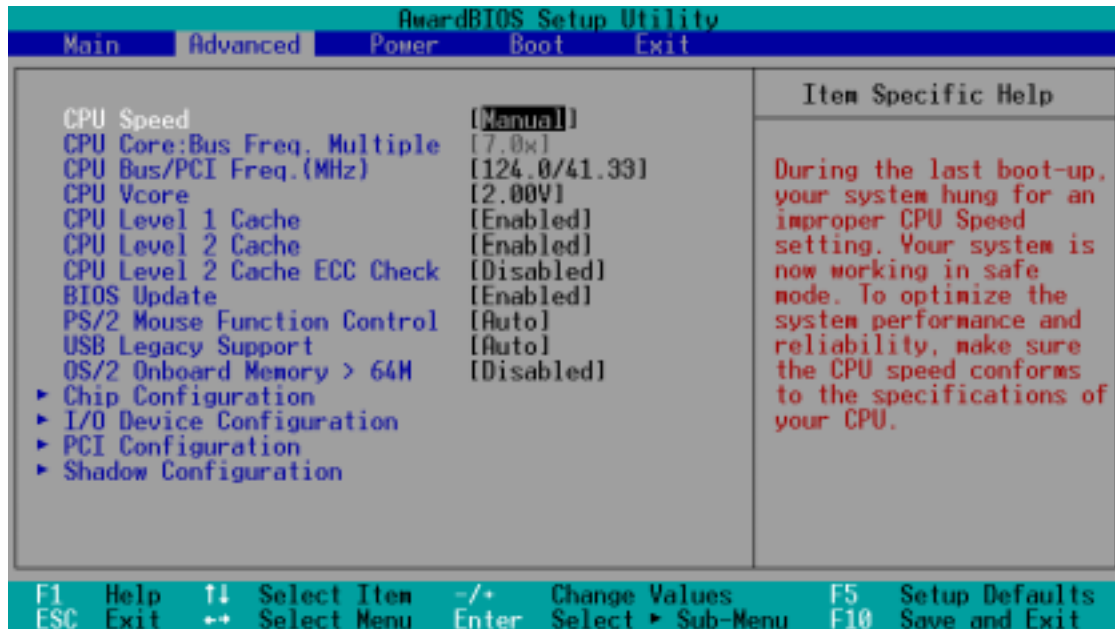 AwardBIOS Setup Utility
Main Advanced Power Boot Exit
CPU Speed [Manual]
CPU Core:Bus Freq. Multiple [7.0x]
CPU Bus/PCI Freq.(MHz) [124.0/41.33]
CPU Vcore [2.00V]
CPU Level 1 Cache [Enabled]
CPU Level 2 Cache [Enabled]
CPU Level 2 Cache ECC Check [Disabled]
BIOS Update [Enabled]
PS/2 Mouse Function Control [Auto]
USB Legacy Support [Auto]
OS/2 Onboard Memory > 64M [Disabled]
► Chip Configuration
► I/O Device Configuration
► PCI Configuration
► Shadow Configuration
Item Specific Help
During the last boot-up,
your system hung for an
improper CPU Speed
setting. Your system is
now working in safe
mode. To optimize the
system performance and
reliability, make sure
the CPU speed conforms
to the specifications of
your CPU.
F1 Help ↑↓ Select Item -/+ Change Values F5 Setup Defaults
ESC Exit ←→ Select Menu Enter Select ► Sub-Menu F10 Save and Exit